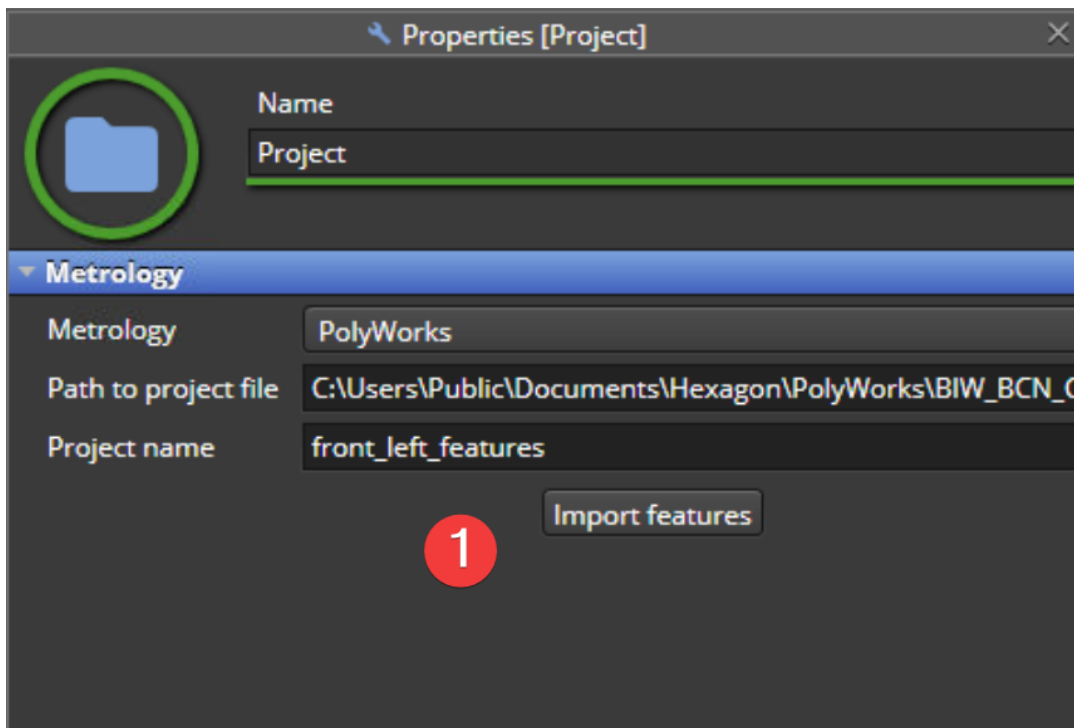 Properties [Project]
Name
Project
Metrology
Metrology PolyWorks
Path to project file C:\Users\Public\Documents\Hexagon\PolyWorks\BIW_BCN_
Project name front_left_features
Import features
1